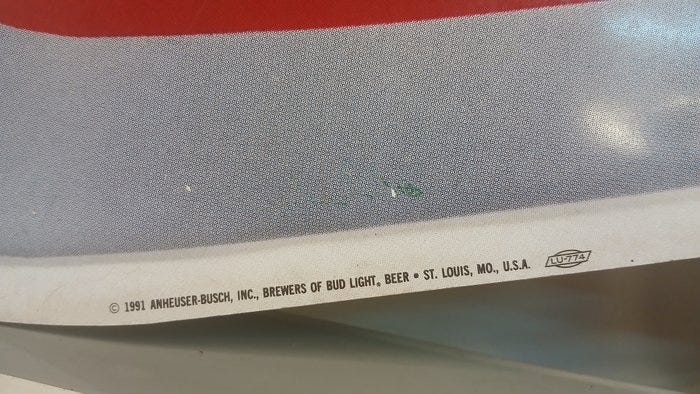 © 1991 ANHEUSER-BUSCH, INC., BREWERS OF BUD LIGHT® BEER • ST. LOUIS, MO., U.S.A. LU-774